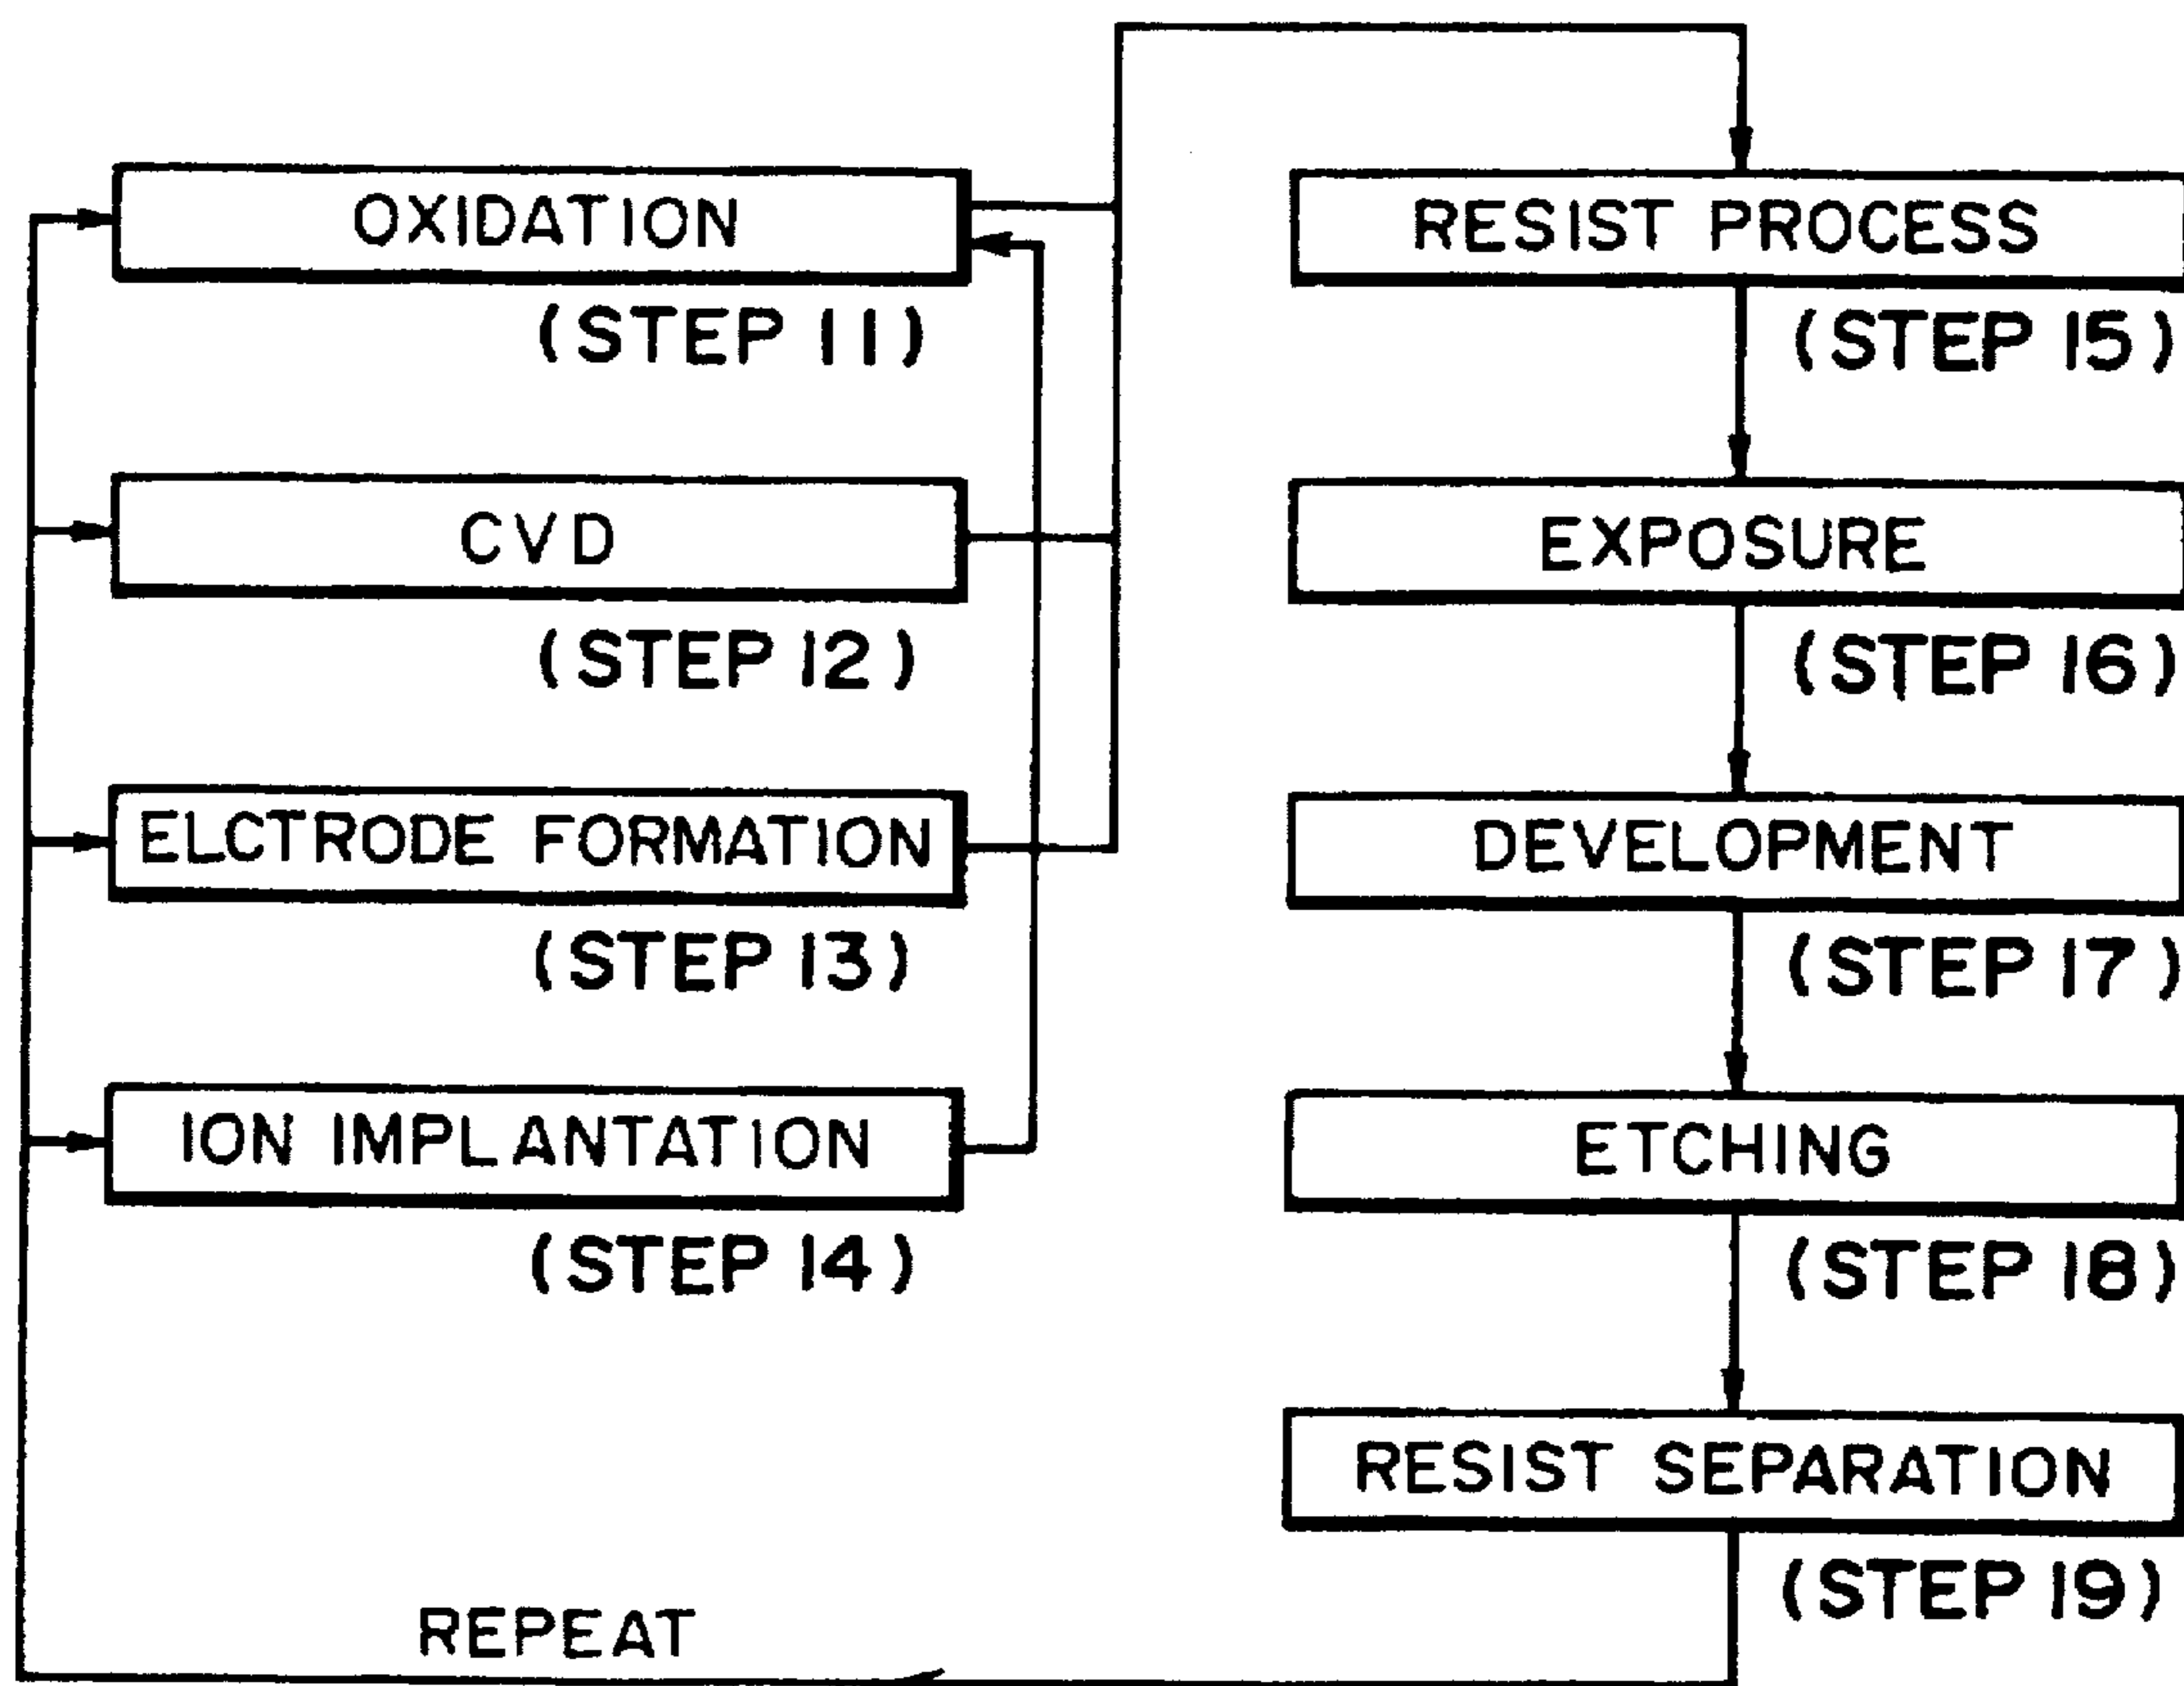 OXIDATION
(STEP 11)
CVD
(STEP 12)
ELCTRODE FORMATION
(STEP 13)
ION IMPLANTATION
(STEP 14)
RESIST PROCESS
(STEP 15)
EXPOSURE
(STEP 16)
DEVELOPMENT
(STEP 17)
ETCHING
(STEP 18)
RESIST SEPARATION
(STEP 19)
REPEAT